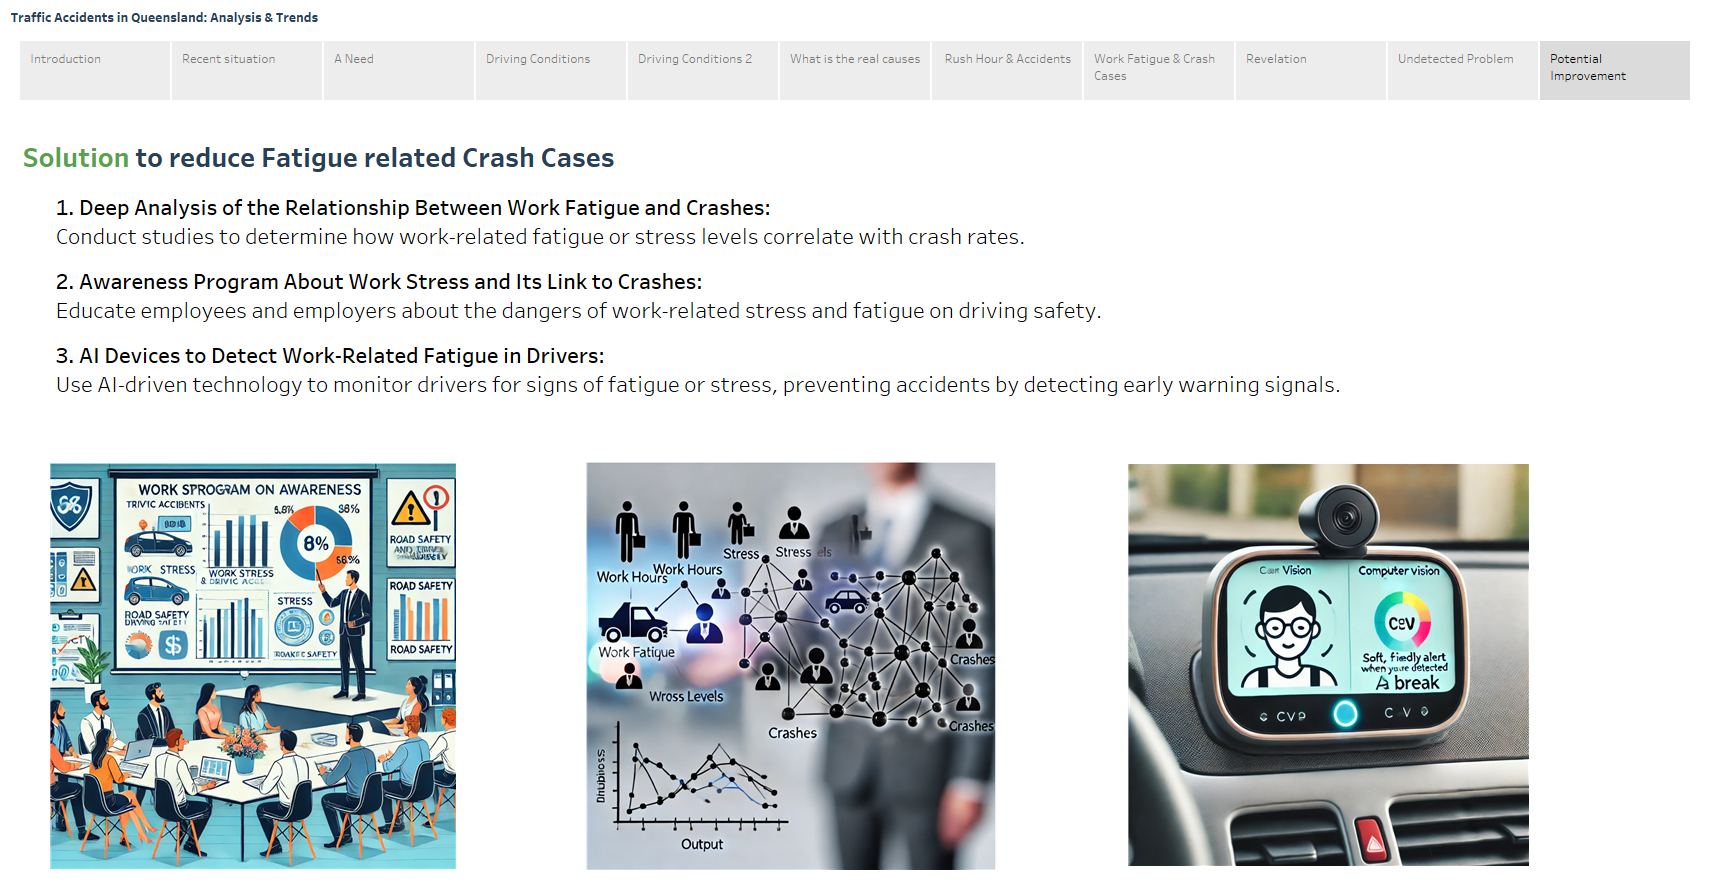 Traffic Accidents in Queensland: Analysis & Trends
Introduction
Recent situation
A Need
Driving Conditions
Driving Conditions 2
What is the real causes
Rush Hour & Accidents
Work Fatigue & Crash
Cases
Revelation
Undetected Problem
Potential
Improvement
Solution to reduce Fatigue related Crash Cases
1. Deep Analysis of the Relationship Between Work Fatigue and Crashes:
Conduct studies to determine how work-related fatigue or stress levels correlate with crash rates.
2. Awareness Program About Work Stress and Its Link to Crashes:
Educate employees and employers about the dangers of work-related stress and fatigue on driving safety.
3. AI Devices to Detect Work-Related Fatigue in Drivers:
Use AI-driven technology to monitor drivers for signs of fatigue or stress, preventing accidents by detecting early warning signals.
WORK SPROGRAM ON AWARENESS
TRIVTC ACCIDENTS
8%
WORK STRESS
ROAD SAFETY
STRESS
ROAD SAFETY
ROAD SAFETY
ROAD SAFETY
Work Hours
Work Hours
Stress
Stress
Work Fatique
Wross Levels
Crashes
Crashes
Crashes
Output
Vision
Computer vision
Soft,
alert
when
detected
A break